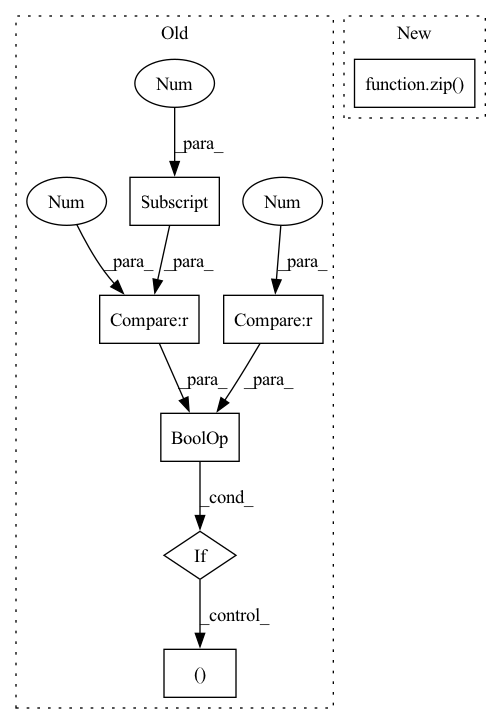 Old
New
Num
function.zip()
_para_
Num
Subscript
Num
_para_
_para_
_para_
Compare:r
Compare:r
_para_
_para_
BoolOp
_cond_
If
_control_
()